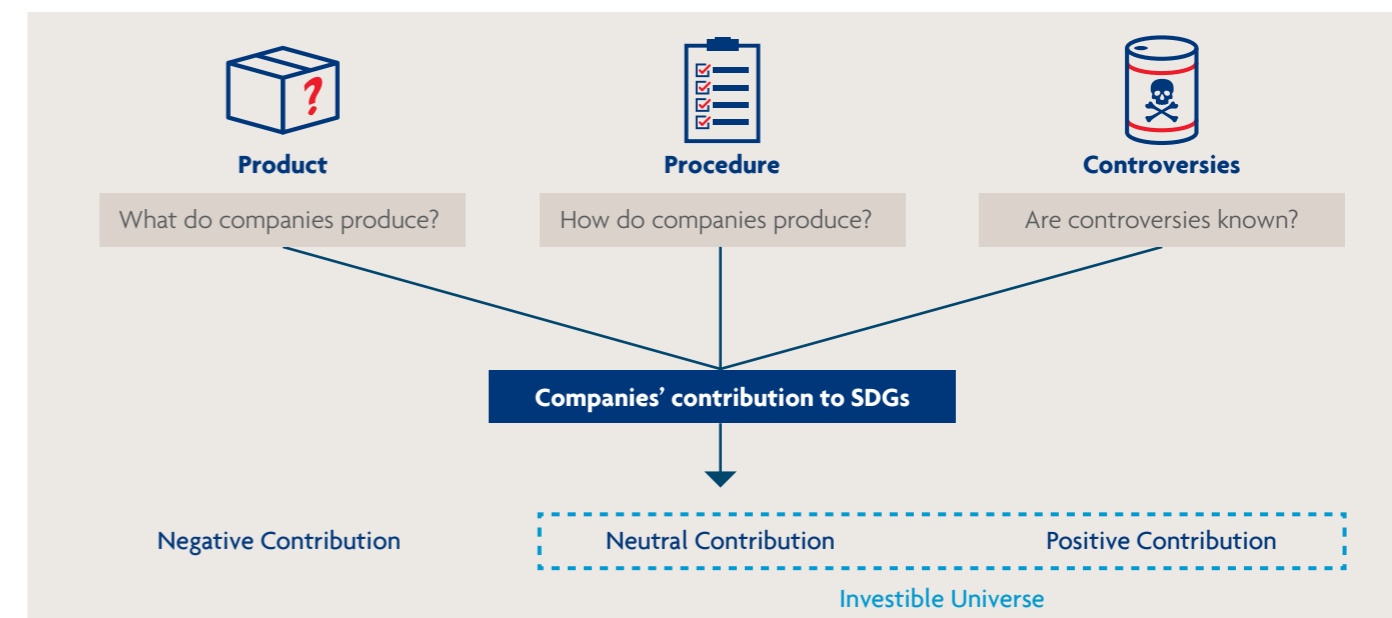 ?
Product
Procedure
Controversies
What do companies produce?
How do companies produce?
Are controversies known?
Companies’ contribution to SDGs
Negative Contribution
Neutral Contribution
Positive Contribution
Investible Universe